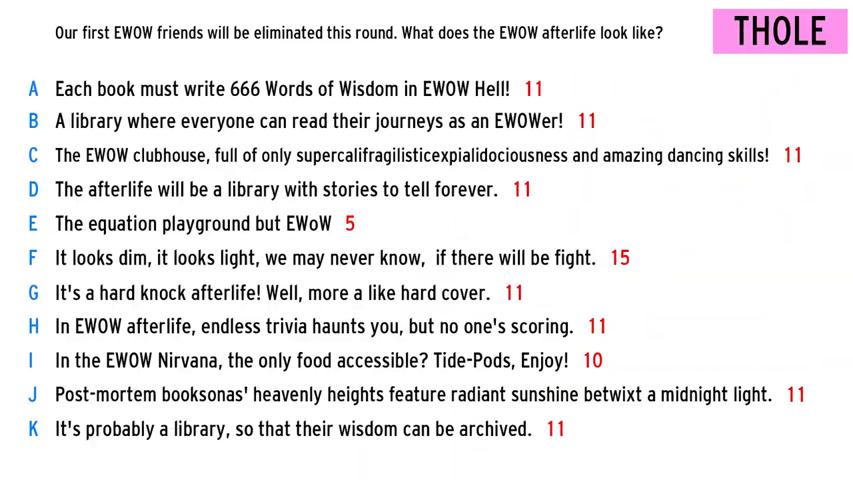 Our first EWOW friends will be eliminated this round. What does the EWOW afterlife look like?
THOLE
A Each book must write 666 Words of Wisdom in EWOW Hell! 11
B A library where everyone can read their journeys as an EWOWer! 11
C The EWOW clubhouse, full of only supercalifragilisticexpialidociousness and amazing dancing skills! 11
D The afterlife will be a library with stories to tell forever. 11
E The equation playground but EWoW 5
F It looks dim, it looks light, we may never know, if there will be fight. 15
G It's a hard knock afterlife! Well, more a like hard cover. 11
H In EWOW afterlife, endless trivia haunts you, but no one's scoring. 11
I In the EWOW Nirvana, the only food accessible? Tide-Pods, Enjoy! 10
J Post-mortem booksonas' heavenly heights feature radiant sunshine betwixt a midnight light. 11
K It's probably a library, so that their wisdom can be archived. 11